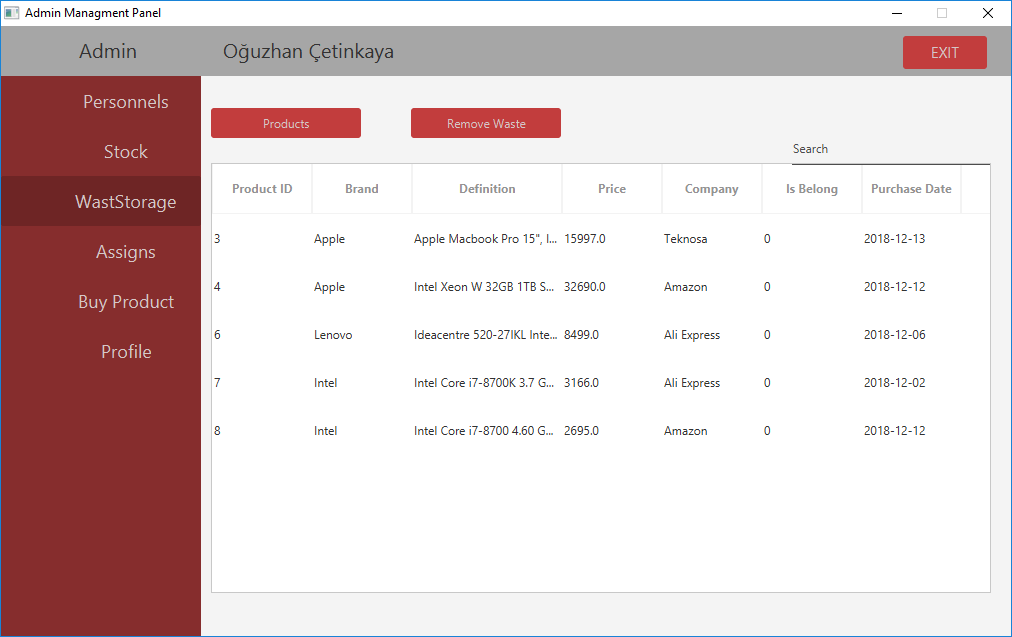 Admin Managment Panel
Admin Oğuzhan Çetinkaya EXIT
Personnels
Stock
WastStorage
Assigns
Buy Product
Profile
Products Remove Waste
Search
Product ID Brand Definition Price Company Is Belong Purchase Date
3 Apple Apple Macbook Pro 15", I... 15997.0 Teknosa 0 2018-12-13
4 Apple Intel Xeon W 32GB 1TB S... 32690.0 Amazon 0 2018-12-12
6 Lenovo Ideacentre 520-27IKL Inte... 8499.0 Ali Express 0 2018-12-06
7 Intel Intel Core i7-8700K 3.7 G... 3166.0 Ali Express 0 2018-12-02
8 Intel Intel Core i7-8700 4.60 G... 2695.0 Amazon 0 2018-12-12